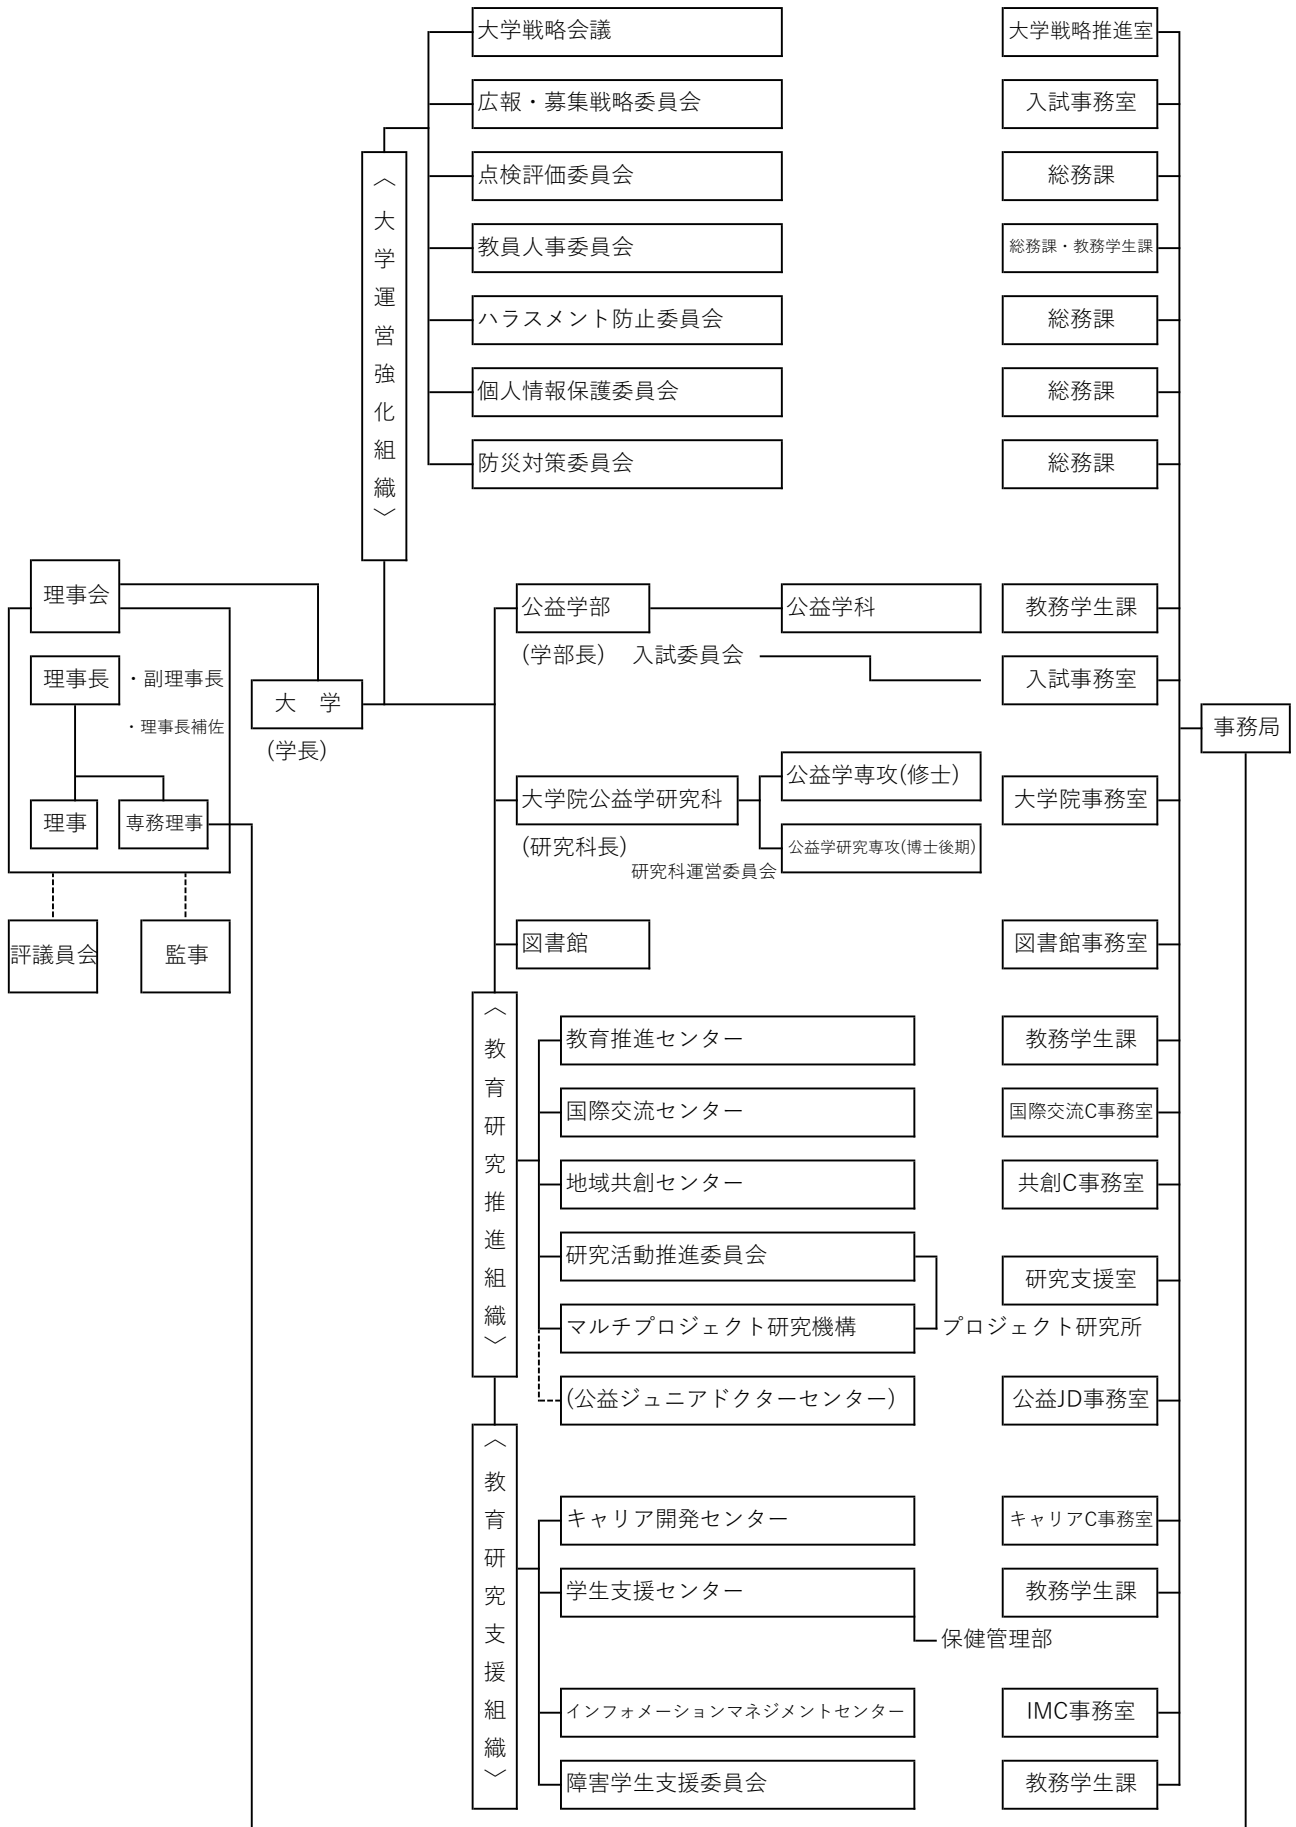 大学戦略会議
大学戦略推進室
広報・募集戦略委員会
入試事務室
〈大学運営強化組織〉
点検評価委員会
総務課
教員人事委員会
総務課・教務学生課
ハラスメント防止委員会
総務課
個人情報保護委員会
総務課
防災対策委員会
総務課
理事会
公益学部
公益学科
教務学生課
(学部長)
入試委員会
入試事務室
理事長
・副理事長
・理事長補佐
大　学
(学長)
事務局
理事
専務理事
大学院公益学研究科
公益学専攻(修士)
大学院事務室
(研究科長)
公益学研究専攻(博士後期)
研究科運営委員会
評議員会
監事
図書館
図書館事務室
〈教育研究推進組織〉
教育推進センター
教務学生課
国際交流センター
国際交流C事務室
地域共創センター
共創C事務室
研究活動推進委員会
研究支援室
マルチプロジェクト研究機構
プロジェクト研究所
(公益ジュニアドクターセンター)
公益JD事務室
〈教育研究支援組織〉
キャリア開発センター
キャリアC事務室
学生支援センター
教務学生課
保健管理部
インフォメーションマネジメントセンター
IMC事務室
障害学生支援委員会
教務学生課